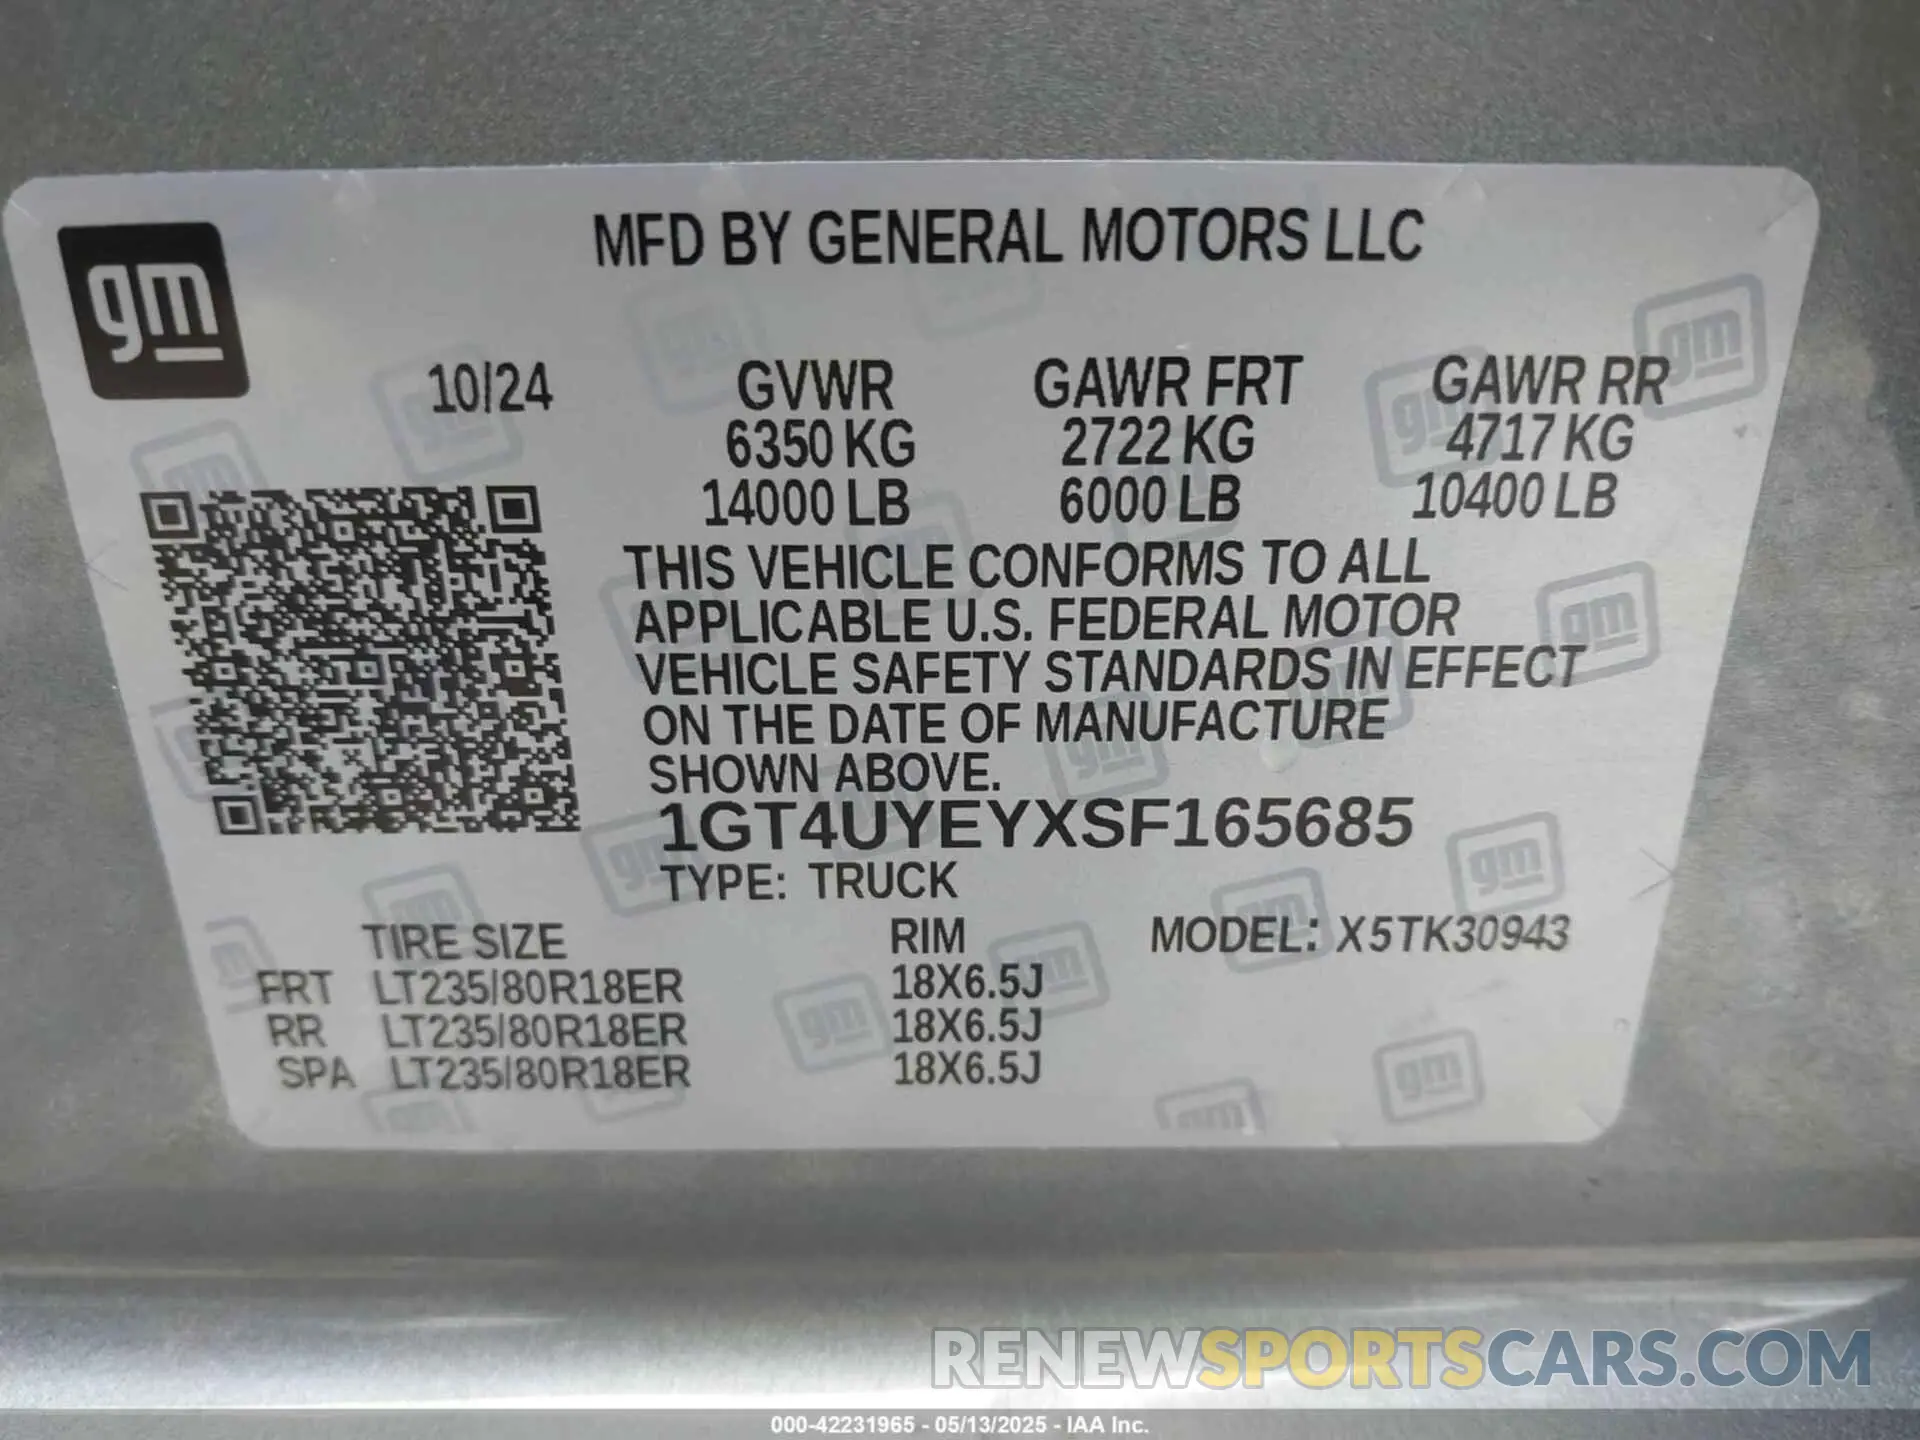 MFD BY GENERAL MOTORS LLC
gm
10/24 GVWR GAWR FRT GAWR RR
6350 KG 2722 KG 4717 KG
14000 LB 6000 LB 10400 LB
THIS VEHICLE CONFORMS TO ALL
APPLICABLE U.S. FEDERAL MOTOR
VEHICLE SAFETY STANDARDS IN EFFECT
ON THE DATE OF MANUFACTURE
SHOWN ABOVE.
1GT4UYEYXSF165685
TYPE: TRUCK
TIRE SIZE RIM MODEL: X5TK30943
FRT LT235/80R18ER 18X6.5J
RR LT235/80R18ER 18X6.5J
SPA LT235/80R18ER 18X6.5J
RENEWSPORTSCARS.COM
000-42231965 - 05/13/2025 - IAA Inc.